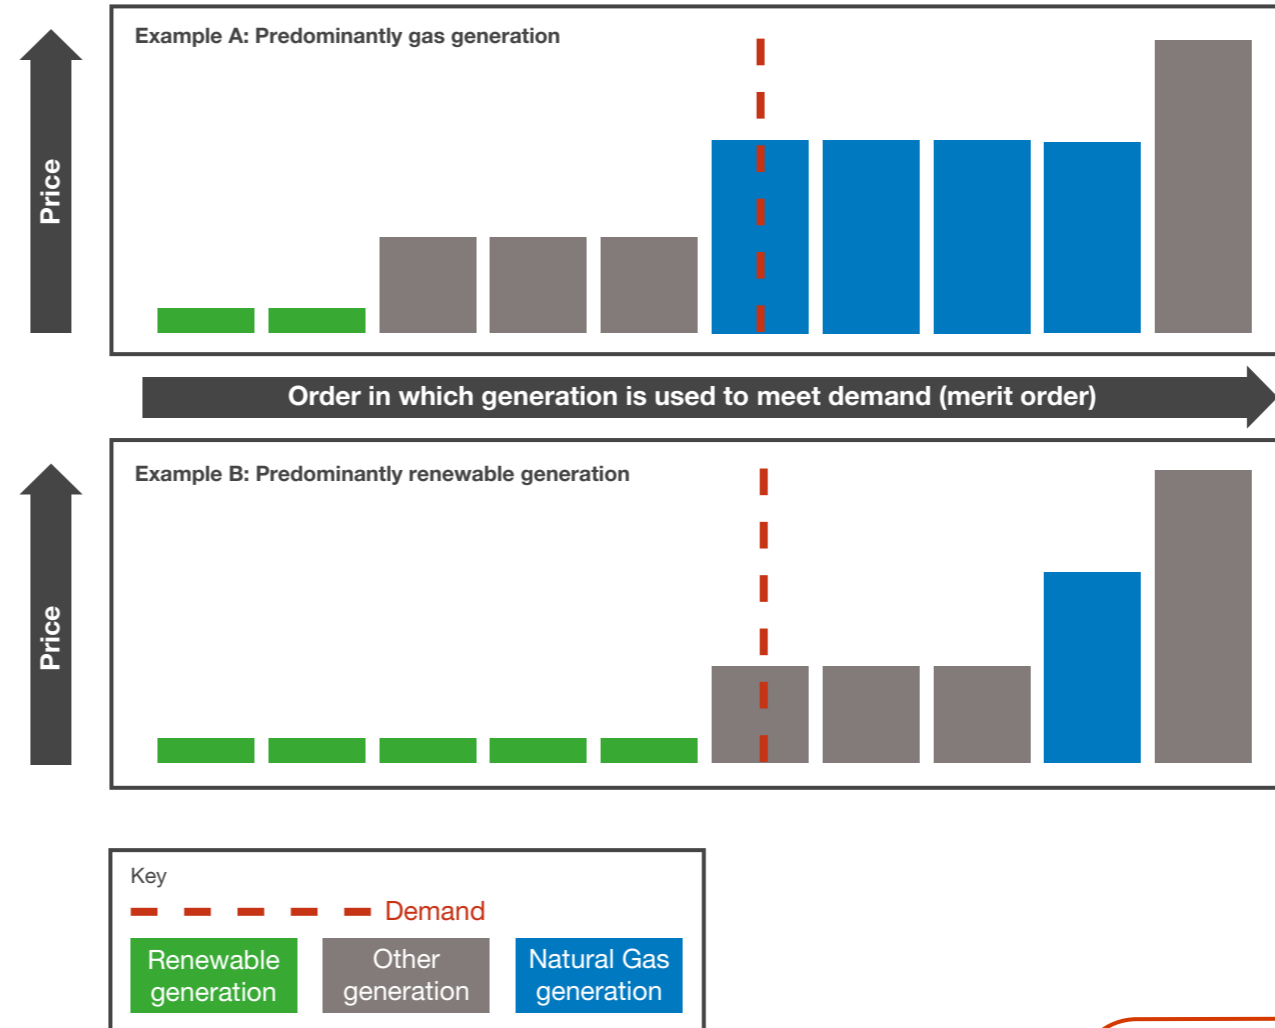 Example A: Predominantly gas generation
Price
Order in which generation is used to meet demand (merit order)
Example B: Predominantly renewable generation
Price
Key
Demand
Renewable
generation
Other
generation
Natural Gas
generation